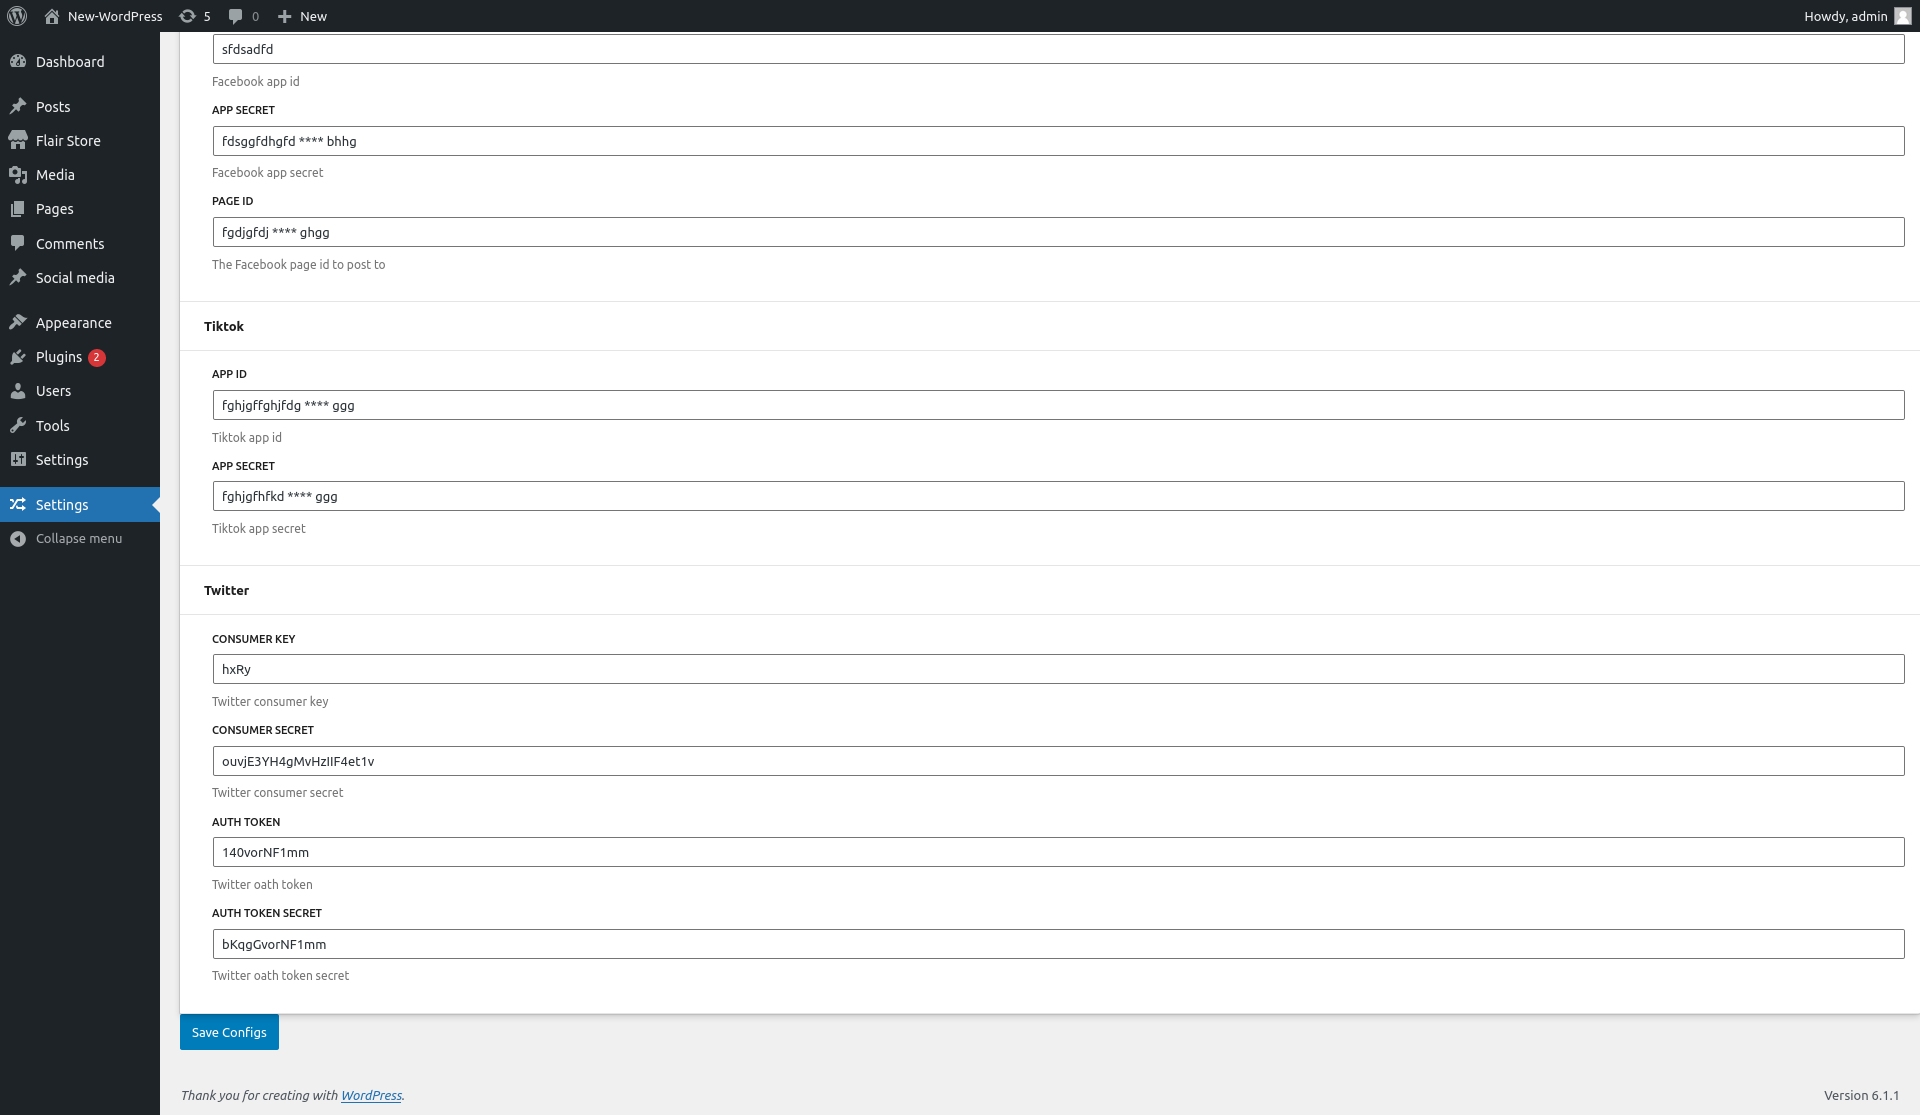 New-WordPress 5 0 New Howdy, admin
Dashboard
Posts
Flair Store
Media
Pages
Comments
Social media
Appearance
Plugins 2
Users
Tools
Settings
Settings
Collapse menu
sfdsadfd
Facebook app id
APP SECRET
fdsggfdhgfd **** bhhg
Facebook app secret
PAGE ID
fgdjgfdj **** ghgg
The Facebook page id to post to
Tiktok
APP ID
fghjgffghjfdg **** ggg
Tiktok app id
APP SECRET
fghjgfhfkd **** ggg
Tiktok app secret
Twitter
CONSUMER KEY
hxRy
Twitter consumer key
CONSUMER SECRET
ouvjE3YH4gMvHzIIF4et1v
Twitter consumer secret
AUTH TOKEN
140vorNF1mm
Twitter oath token
AUTH TOKEN SECRET
bKqgGvorNF1mm
Twitter oath token secret
Save Configs
Thank you for creating with WordPress.
Version 6.1.1